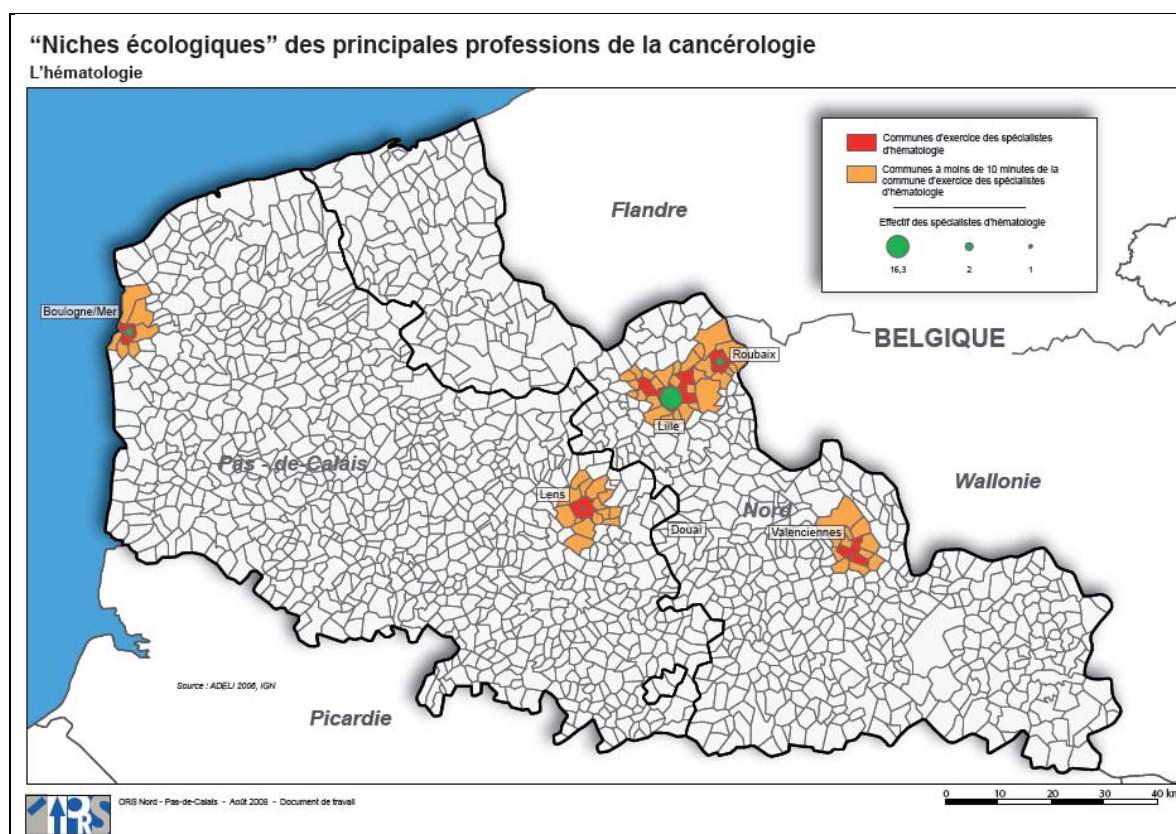 “Niches écologiques” des principales professions de la cancérologie
L'hématologie
Communes d'exercice des spécialistes
d'hématologie
Communes à moins de 10 minutes de la
commune d'exercice des spécialistes
d'hématologie
Effectif des spécialistes d'hématologie
16,3 2 1
Flandre
Boulogne/Mer
BELGIQUE
Roubaix
Lille
Pas - de-Calais
Wallonie
Lens
Nord
Douai
Valenciennes
Source : ADELI 2006, IGN
Picardie
ORS
ORS Nord - Pas-de-Calais - Août 2008 - Document de travail
0 10 20 30 40 km